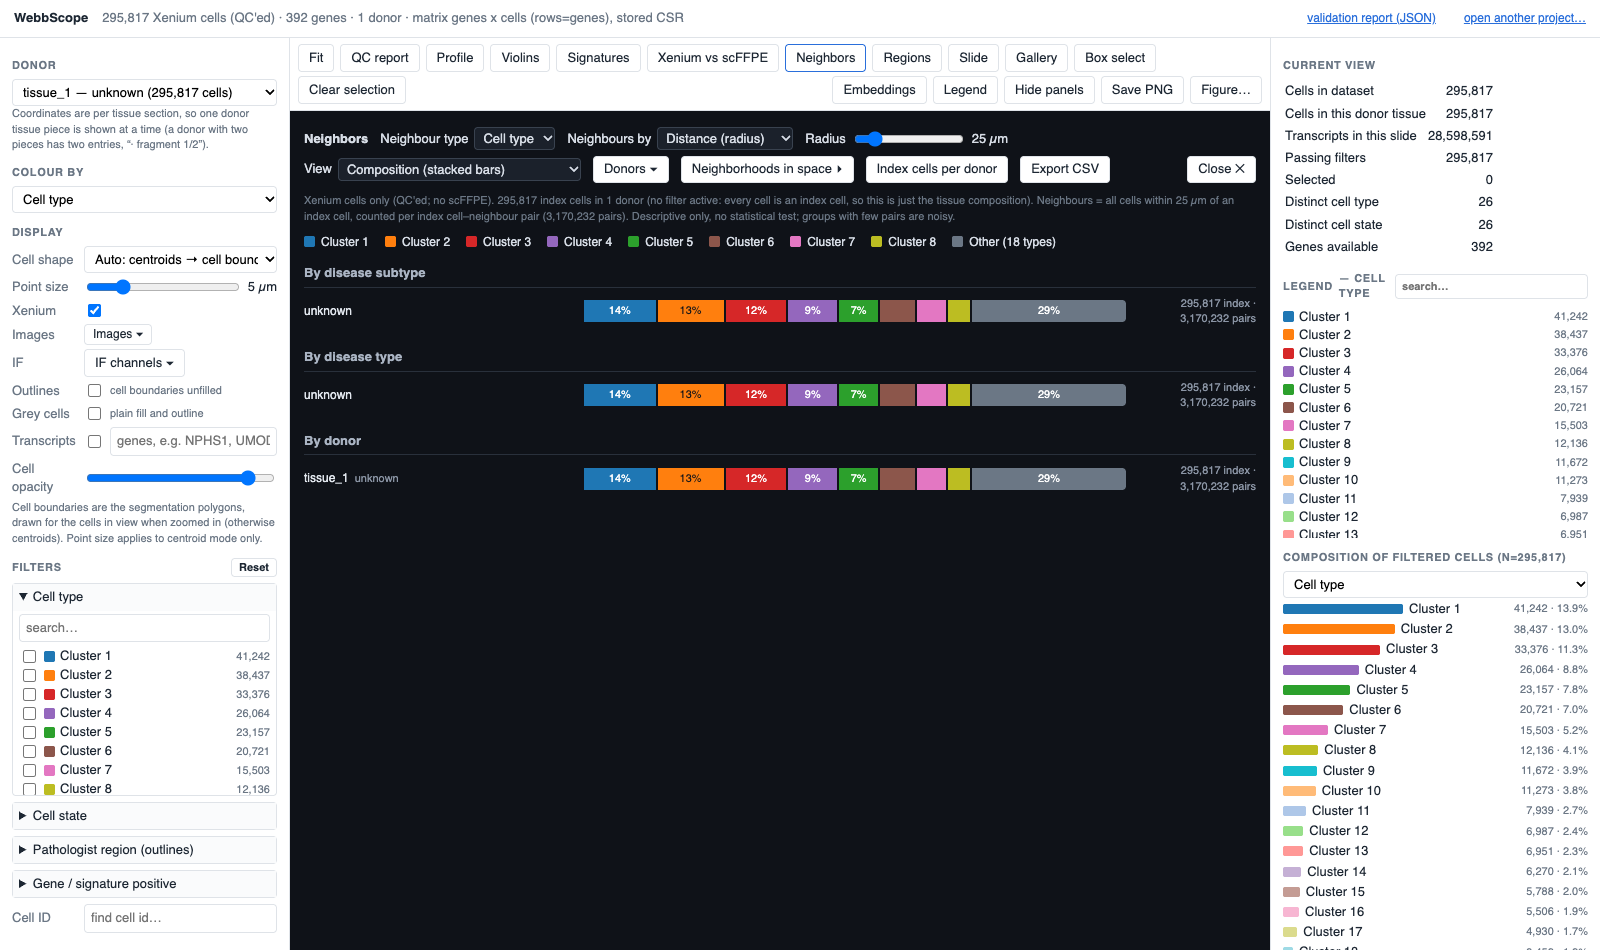 WebbScope 295,817 Xenium cells (QC'ed) · 392 genes · 1 donor · matrix genes x cells (rows=genes), stored CSR validation report (JSON) open another project…
DONOR
tissue_1 — unknown (295,817 cells)
Coordinates are per tissue section, so one donor
tissue piece is shown at a time (a donor with two
pieces has two entries, “· fragment 1/2”).
COLOUR BY
Cell type
DISPLAY
Cell shape Auto: centroids → cell bounc
Point size 5 µm
Xenium
Images Images
IF IF channels
Outlines cell boundaries unfilled
Grey cells plain fill and outline
Transcripts genes, e.g. NPHS1, UMOD
Cell
opacity
Cell boundaries are the segmentation polygons,
drawn for the cells in view when zoomed in (otherwise
centroids). Point size applies to centroid mode only.
FILTERS Reset
Cell type
search…
Cluster 1 41,242
Cluster 2 38,437
Cluster 3 33,376
Cluster 4 26,064
Cluster 5 23,157
Cluster 6 20,721
Cluster 7 15,503
Cluster 8 12,136
Cell state
Pathologist region (outlines)
Gene / signature positive
Cell ID find cell id…
Fit QC report Profile Violins Signatures Xenium vs scFFPE Neighbors Regions Slide Gallery Box select
Clear selection Embeddings Legend Hide panels Save PNG Figure…
Neighbors Neighbour type Cell type Neighbours by Distance (radius) Radius 25 µm
View Composition (stacked bars) Donors Neighborhoods in space Index cells per donor Export CSV Close ✕
Xenium cells only (QC'ed; no scFFPE). 295,817 index cells in 1 donor (no filter active: every cell is an index cell, so this is just the tissue composition). Neighbours = all cells within 25 µm of an
index cell, counted per index cell–neighbour pair (3,170,232 pairs). Descriptive only, no statistical test; groups with few pairs are noisy.
Cluster 1 Cluster 2 Cluster 3 Cluster 4 Cluster 5 Cluster 6 Cluster 7 Cluster 8 Other (18 types)
By disease subtype
unknown 14% 13% 12% 9% 7% 29% 295,817 index ·
3,170,232 pairs
By disease type
unknown 14% 13% 12% 9% 7% 29% 295,817 index ·
3,170,232 pairs
By donor
tissue_1 unknown 14% 13% 12% 9% 7% 29% 295,817 index ·
3,170,232 pairs
CURRENT VIEW
Cells in dataset 295,817
Cells in this donor tissue 295,817
Transcripts in this slide 28,598,591
Passing filters 295,817
Selected 0
Distinct cell type 26
Distinct cell state 26
Genes available 392
LEGEND — CELL TYPE search…
Cluster 1 41,242
Cluster 2 38,437
Cluster 3 33,376
Cluster 4 26,064
Cluster 5 23,157
Cluster 6 20,721
Cluster 7 15,503
Cluster 8 12,136
Cluster 9 11,672
Cluster 10 11,273
Cluster 11 7,939
Cluster 12 6,987
Cluster 13 6,951
COMPOSITION OF FILTERED CELLS (N=295,817)
Cell type
Cluster 1 41,242 · 13.9%
Cluster 2 38,437 · 13.0%
Cluster 3 33,376 · 11.3%
Cluster 4 26,064 · 8.8%
Cluster 5 23,157 · 7.8%
Cluster 6 20,721 · 7.0%
Cluster 7 15,503 · 5.2%
Cluster 8 12,136 · 4.1%
Cluster 9 11,672 · 3.9%
Cluster 10 11,273 · 3.8%
Cluster 11 7,939 · 2.7%
Cluster 12 6,987 · 2.4%
Cluster 13 6,951 · 2.3%
Cluster 14 6,270 · 2.1%
Cluster 15 5,788 · 2.0%
Cluster 16 5,506 · 1.9%
Cluster 17 4,930 · 1.7%